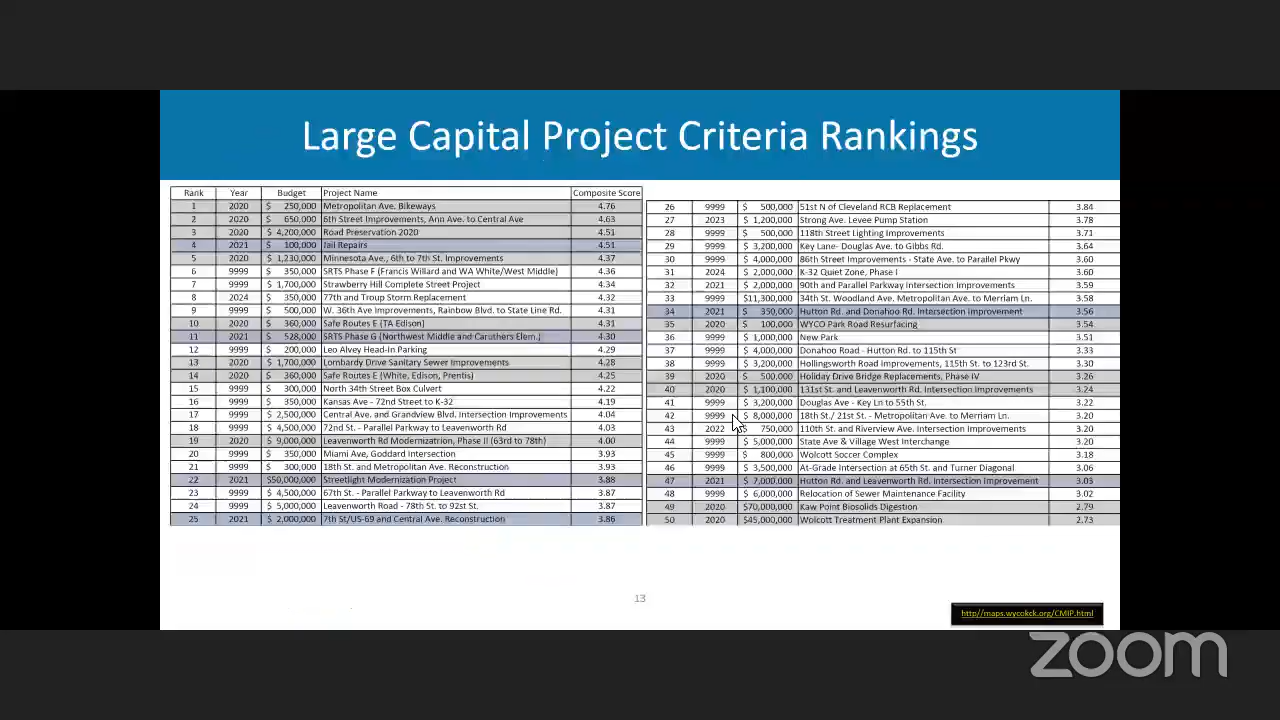 Large Capital Project Criteria Rankings
Rank Year Budget Project Name Composite Score
1 2020 $ 250,000 Metropolitan Ave. Bikeways 4.76
2 2020 $ 650,000 6th Street Improvements, Ann Ave. to Central Ave 4.63
3 2020 $ 4,200,000 Road Preservation 2020 4.51
4 2021 $ 100,000 Jail Repairs 4.51
5 2020 $ 1,230,000 Minnesota Ave., 6th to 7th St. Improvements 4.37
6 9999 $ 350,000 SRTS Phase F (Francis Willard and WA White/West Middle) 4.36
7 9999 $ 1,700,000 Strawberry Hill Complete Street Project 4.34
8 2024 $ 350,000 77th and Troup Storm Replacement 4.32
9 9999 $ 500,000 W. 36th Ave Improvements, Rainbow Blvd. to State Line Rd. 4.31
10 2020 $ 360,000 Safe Routes E (TA Edison) 4.31
11 2021 $ 528,000 SRTS Phase G (Northwest Middle and Caruthers Elem.) 4.30
12 9999 $ 200,000 Leo Alvey Head-In Parking 4.29
13 2020 $ 1,700,000 Lombardy Drive Sanitary Sewer Improvements 4.28
14 2020 $ 360,000 Safe Routes E (White, Edison, Prentis) 4.25
15 9999 $ 300,000 North 34th Street Box Culvert 4.22
16 9999 $ 350,000 Kansas Ave - 72nd Street to K-32 4.19
17 9999 $ 2,500,000 Central Ave. and Grandview Blvd. Intersection Improvements 4.04
18 9999 $ 4,500,000 72nd St. - Parallel Parkway to Leavenworth Rd 4.03
19 2020 $ 9,000,000 Leavenworth Rd Modernizatrion, Phase II (63rd to 78th) 4.00
20 9999 $ 350,000 Miami Ave, Goddard Intersection 3.93
21 9999 $ 300,000 18th St. and Metropolitan Ave. Reconstruction 3.93
22 2021 $50,000,000 Streetlight Modernization Project 3.88
23 9999 $ 4,500,000 67th St. - Parallel Parkway to Leavenworth Rd 3.87
24 9999 $ 5,000,000 Leavenworth Road - 78th St. to 92st St. 3.87
25 2021 $ 2,000,000 7th St/US-69 and Central Ave. Reconstruction 3.86
26 9999 $ 500,000 51st N of Cleveland RCB Replacement 3.84
27 2023 $ 1,200,000 Strong Ave. Levee Pump Station 3.78
28 9999 $ 500,000 118th Street Lighting Improvements 3.71
29 9999 $ 3,200,000 Key Lane- Douglas Ave. to Gibbs Rd. 3.64
30 9999 $ 4,000,000 86th Street Improvements - State Ave to Parallel Pkwy 3.60
31 2024 $ 2,000,000 K-32 Quiet Zone, Phase I 3.60
32 2021 $ 2,000,000 90th and Parallel Parkway Intersection Improvements 3.59
33 9999 $11,300,000 34th St. Woodland Ave. Metropolitan Ave. to Merriam Ln. 3.58
34 2021 $ 350,000 Hutton Rd. and Donahoo Rd. Intersection Improvement 3.56
35 2020 $ 100,000 WYCO Park Road Resurfacing 3.54
36 9999 $ 1,000,000 New Park 3.51
37 9999 $ 4,000,000 Donahoo Road - Hutton Rd. to 115th St 3.33
38 9999 $ 3,200,000 Hollingsworth Road Improvements, 115th St. to 123rd St. 3.30
39 2020 $ 500,000 Holiday Drive Bridge Replacements, Phase IV 3.26
40 2020 $ 1,100,000 131st St. and Leavenworth Rd. Intersection Improvements 3.24
41 9999 $ 3,200,000 Douglas Ave - Key Ln to 55th St. 3.22
42 9999 $ 8,000,000 18th St./ 21st St. - Metropolitan Ave. to Merriam Ln. 3.20
43 2022 $ 750,000 110th St. and Riverview Ave. Intersection Improvements 3.20
44 9999 $ 5,000,000 State Ave & Village West Interchange 3.20
45 9999 $ 800,000 Wolcott Soccer Complex 3.18
46 9999 $ 3,500,000 At-Grade Intersection at 65th St. and Turner Diagonal 3.06
47 2021 $ 7,000,000 Hutton Rd. and Leavenworth Rd. Intersection Improvement 3.03
48 9999 $ 6,000,000 Relocation of Sewer Maintenance Facility 3.02
49 2020 $70,000,000 Kaw Point Biosolids Digestion 2.79
50 2020 $45,000,000 Wolcott Treatment Plant Expansion 2.73
13
http//maps.wycokck.org/CMIP.html
zoom